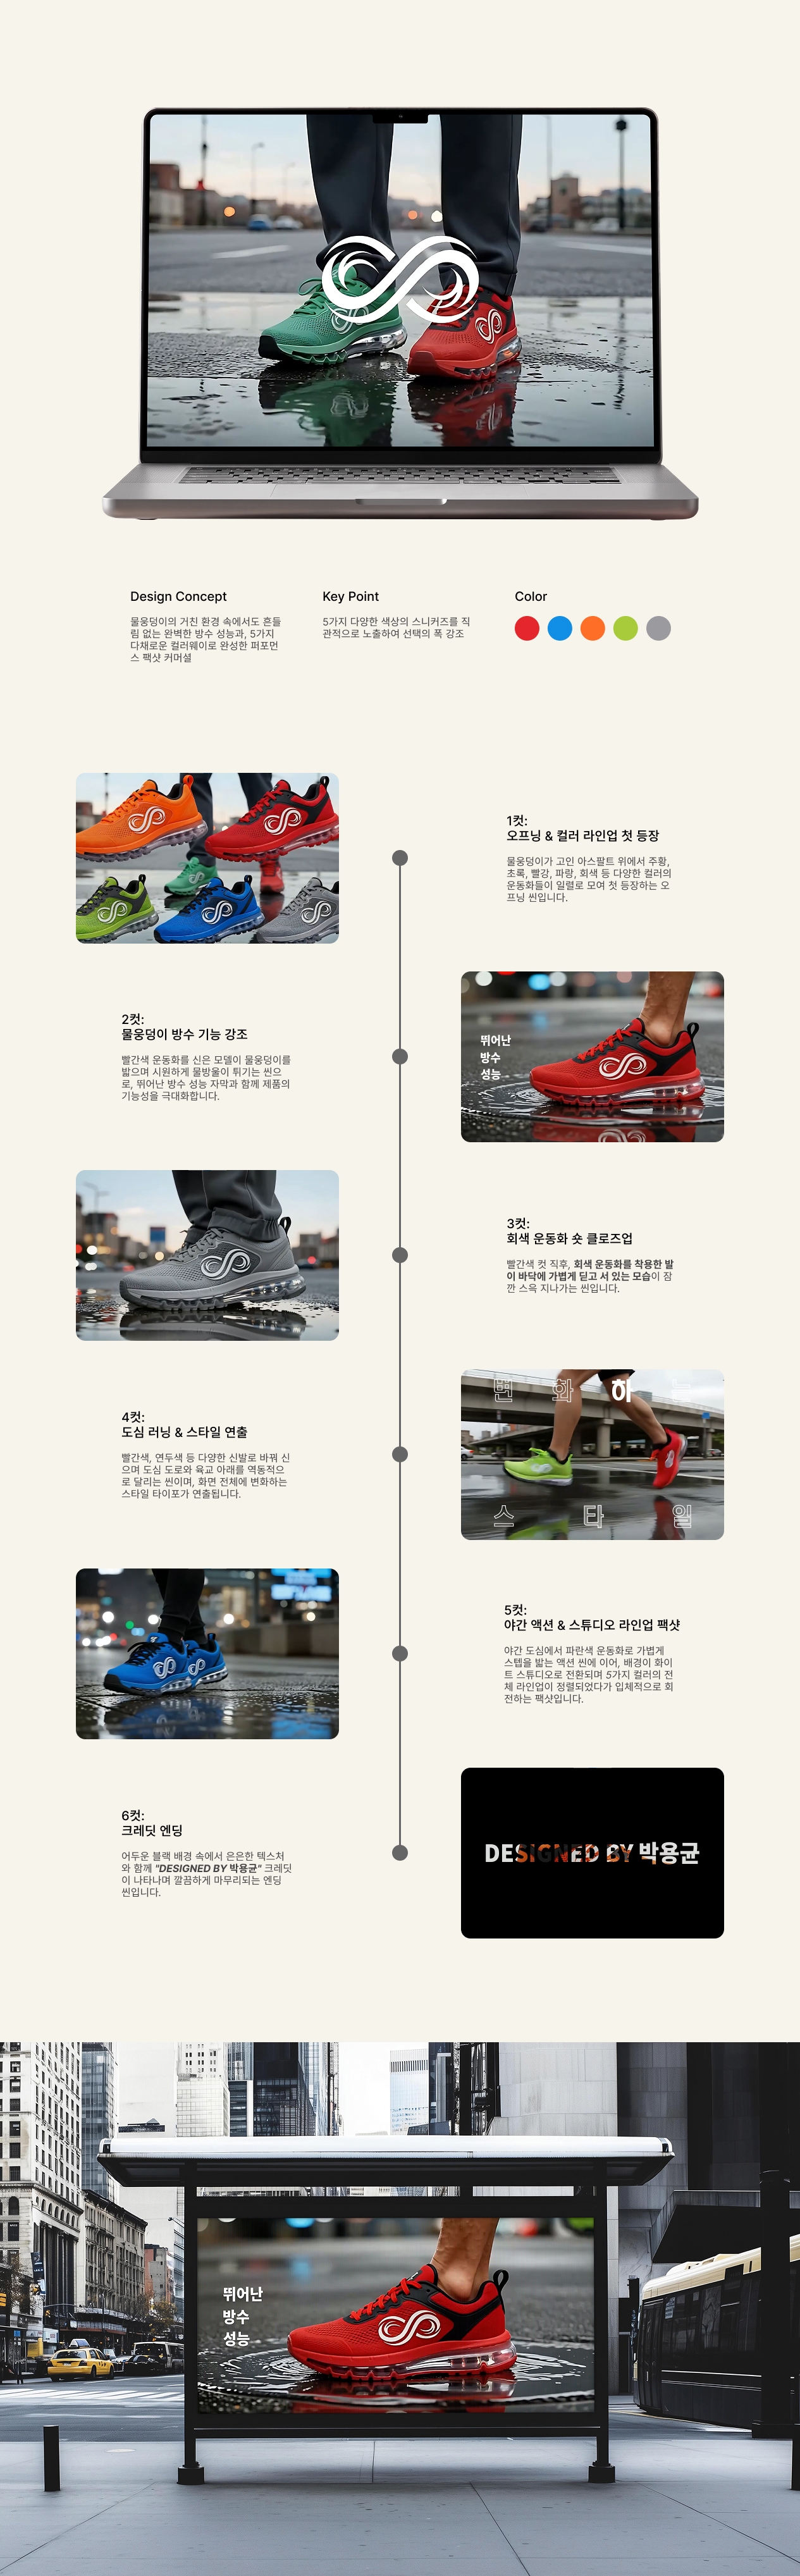 Design Concept
물웅덩이의 거친 환경 속에서도 흔들
림 없는 완벽한 방수 성능과, 5가지
다채로운 컬러웨이로 완성한 퍼포먼
스 팩샷 커머셜
Key Point
5가지 다양한 색상의 스니커즈를 직
관적으로 노출하여 선택의 폭 강조
Color
1컷:
오프닝 & 컬러 라인업 첫 등장
물웅덩이가 고인 아스팔트 위에서 주황,
초록, 빨강, 파랑, 회색 등 다양한 컬러의
운동화들이 일렬로 모여 첫 등장하는 오
프닝 씬입니다.
2컷:
물웅덩이 방수 기능 강조
빨간색 운동화를 신은 모델이 물웅덩이를
밟으며 시원하게 물방울이 튀기는 씬으
로, 뛰어난 방수 성능 자막과 함께 제품의
기능성을 극대화합니다.
뛰어난
방수
성능
3컷:
회색 운동화 숏 클로즈업
빨간색 컷 직후, 회색 운동화를 착용한 발
이 바닥에 가볍게 딛고 서 있는 모습이 잠
깐 스윽 지나가는 씬입니다.
4컷:
도심 러닝 & 스타일 연출
빨간색, 연두색 등 다양한 신발로 바꿔 신
으며 도심 도로와 육교 아래를 역동적으
로 달리는 씬이며, 화면 전체에 변화하는
스타일 타이포가 연출됩니다.
변 화 하
스 타 일
5컷:
야간 액션 & 스튜디오 라인업 팩샷
야간 도심에서 파란색 운동화로 가볍게
스텝을 밟는 액션 씬에 이어, 배경이 화이
트 스튜디오로 전환되며 5가지 컬러의 전
체 라인업이 정렬되었다가 입체적으로 회
전하는 팩샷입니다.
6컷:
크레딧 엔딩
어두운 블랙 배경 속에서 은은한 텍스처
와 함께 "DESIGNED BY 박용균" 크레딧
이 나타나며 깔끔하게 마무리되는 엔딩
씬입니다.
DESIGNED BY 박용균
뛰어난
방수
성능